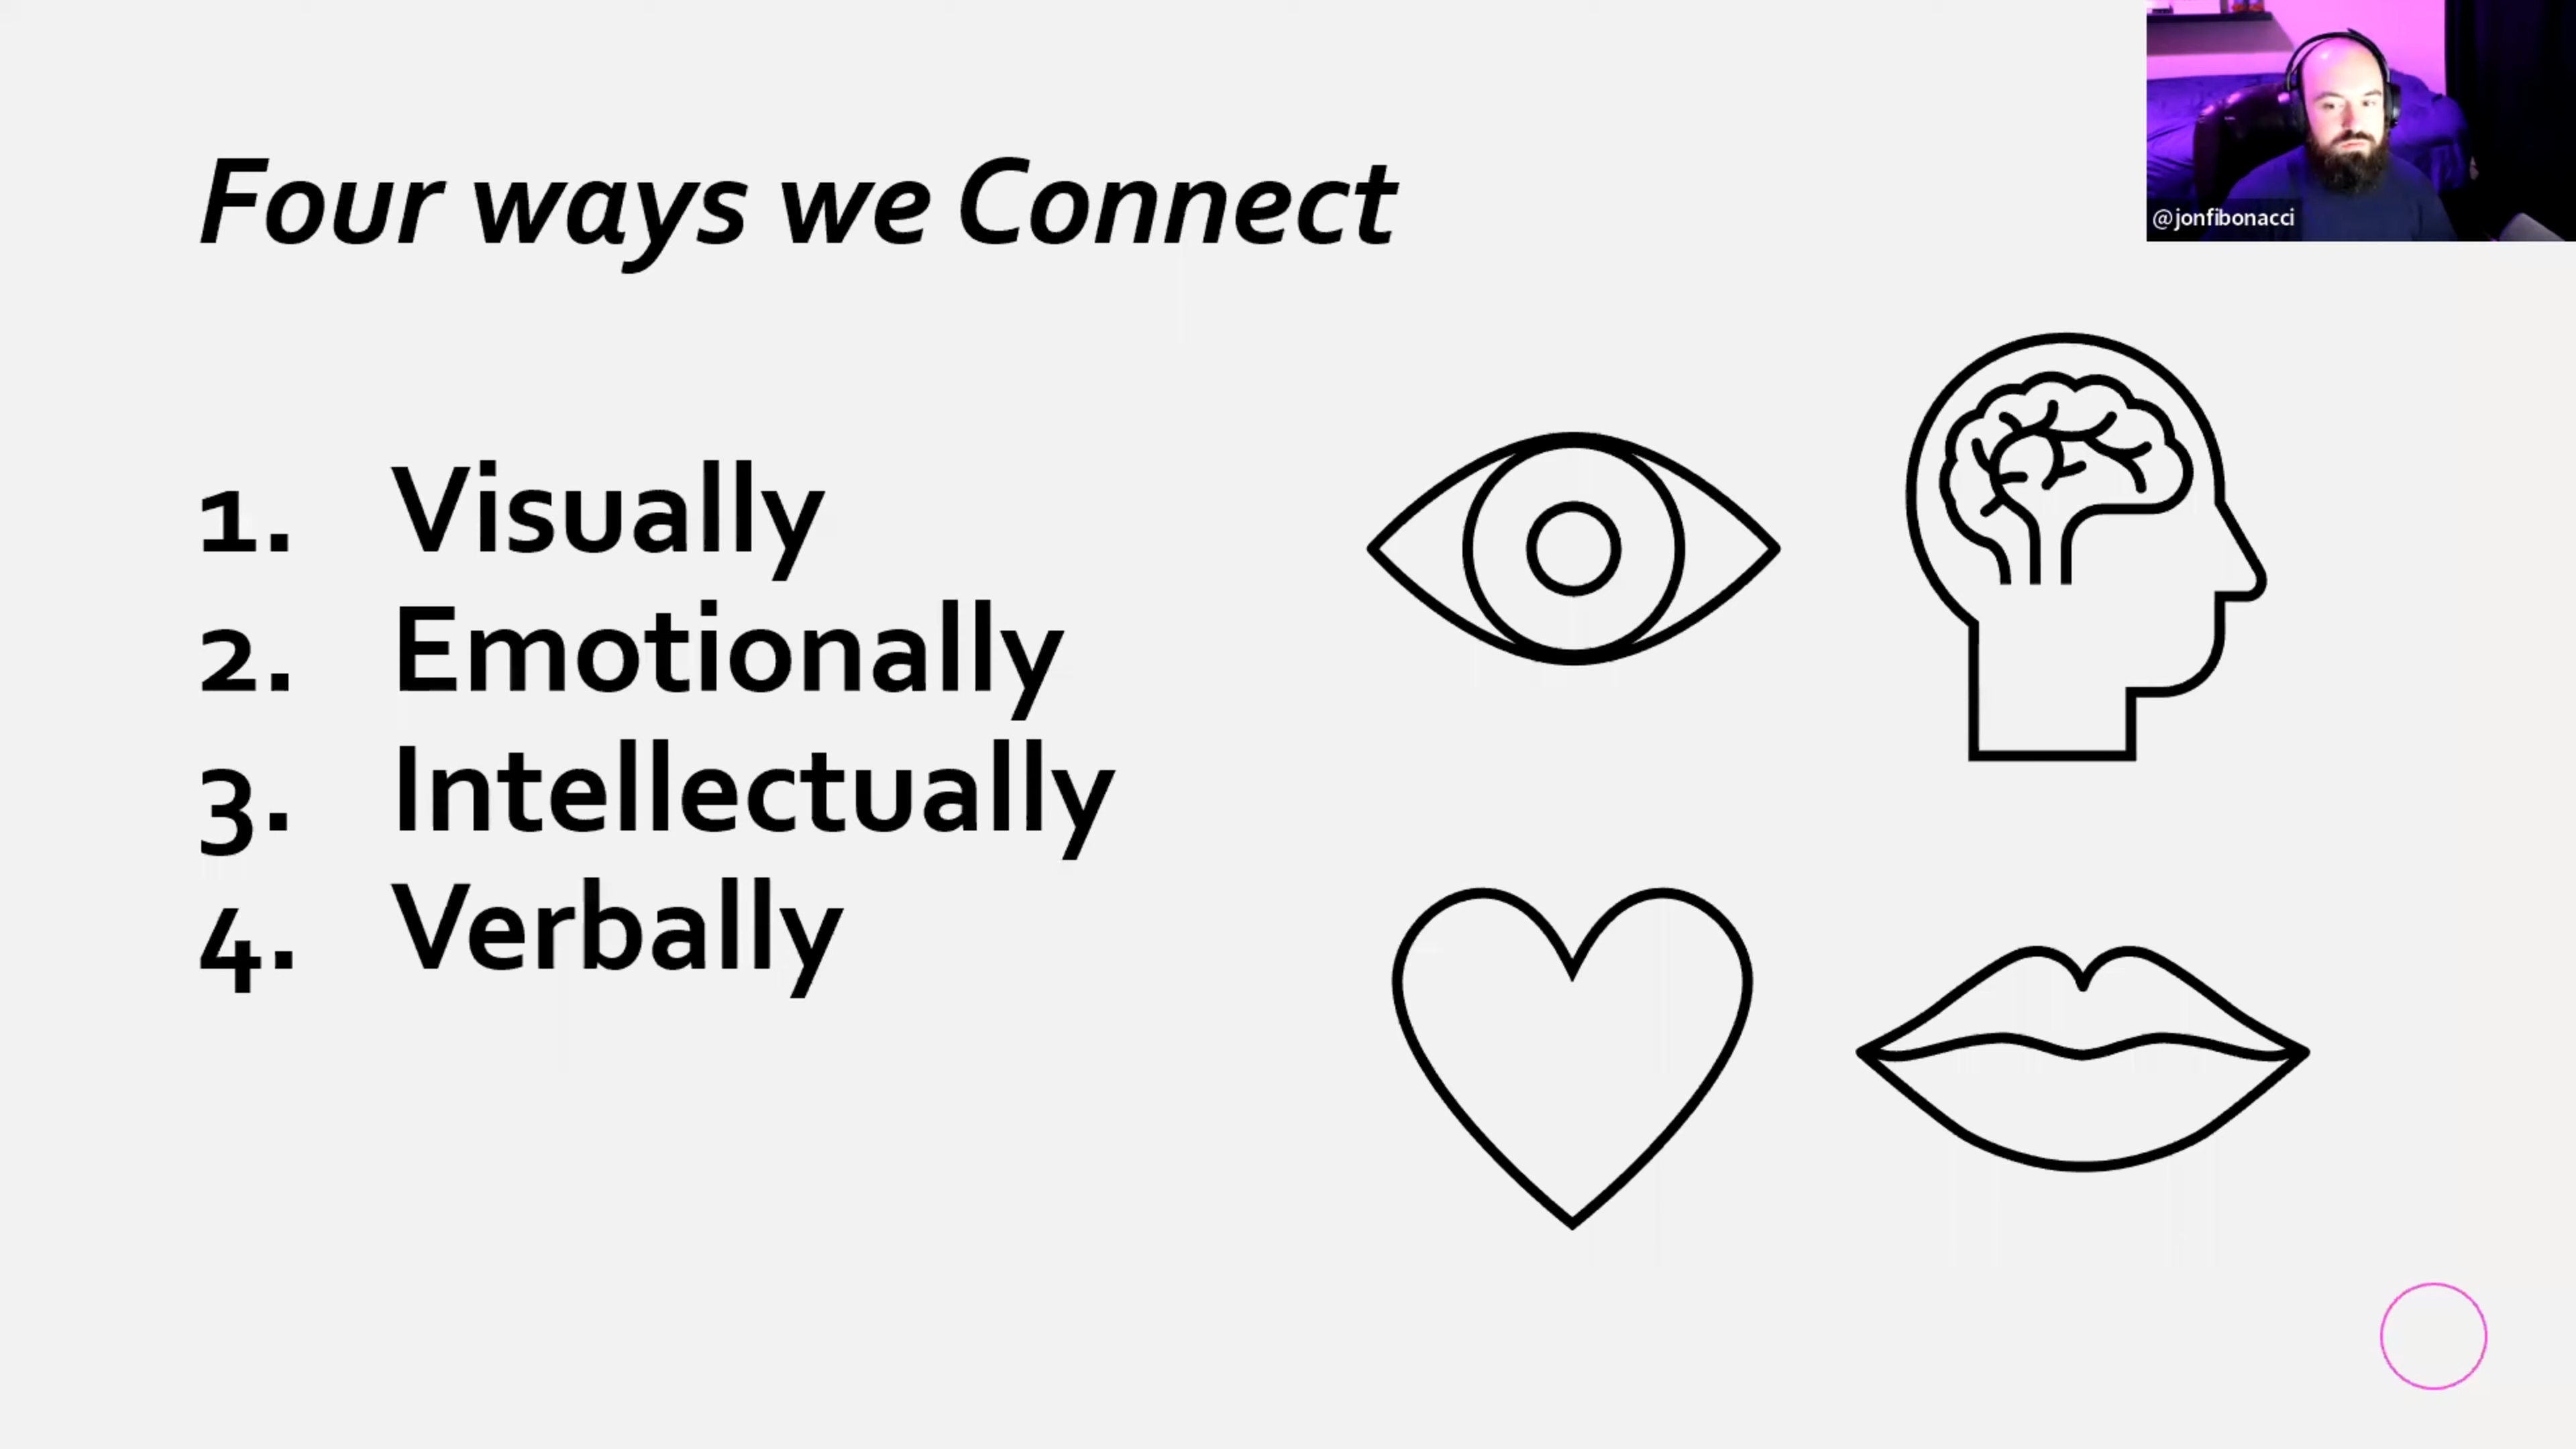 Four ways we Connect
1. Visually
2. Emotionally
3. Intellectually
4. Verbally
@jonfibonacci